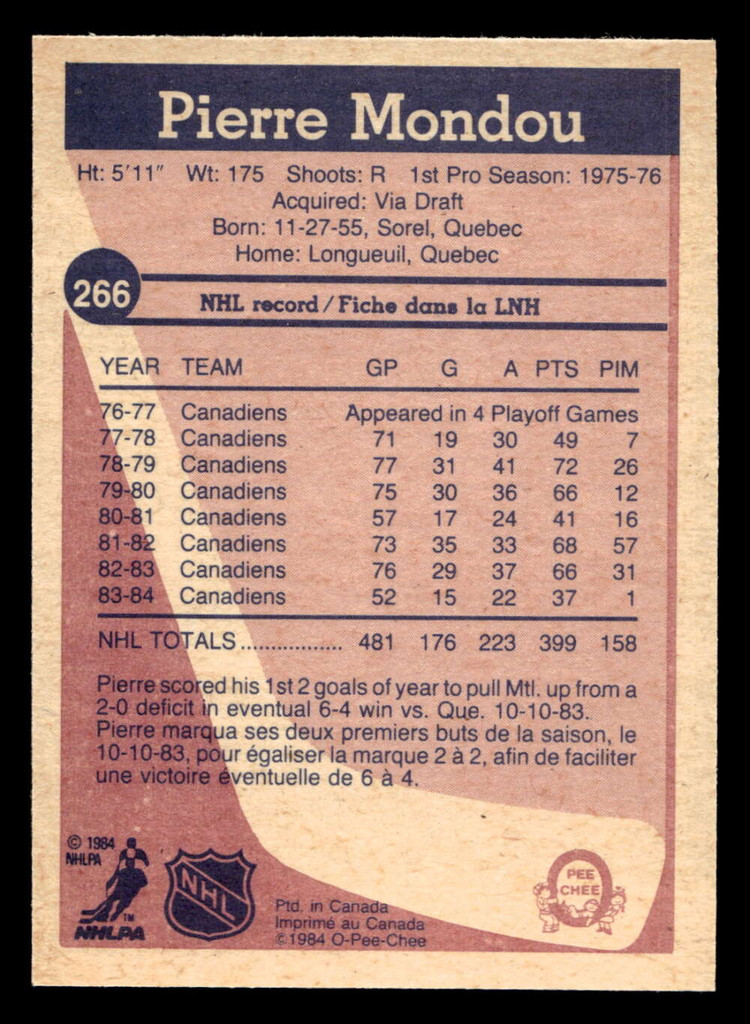 Pierre Mondou
Ht: 5'11" Wt: 175 Shoots: R 1st Pro Season: 1975-76
Acquired: Via Draft
Born: 11-27-55, Sorel, Quebec
Home: Longueuil, Quebec
266
NHL record/Fiche dans la LNH
YEAR TEAM GP G A PTS PIM
76-77 Canadiens Appeared in 4 Playoff Games
77-78 Canadiens 71 19 30 49 7
78-79 Canadiens 77 31 41 72 26
79-80 Canadiens 75 30 36 66 12
80-81 Canadiens 57 17 24 41 16
81-82 Canadiens 73 35 33 68 57
82-83 Canadiens 76 29 37 66 31
83-84 Canadiens 52 15 22 37 1
NHL TOTALS................. 481 176 223 399 158
Pierre scored his 1st 2 goals of year to pull Mtl. up from a
2-0 deficit in eventual 6-4 win vs. Que. 10-10-83.
Pierre marqua ses deux premiers buts de la saison, le
10-10-83, pour égaliser la marque 2 à 2, afin de faciliter
une victoire éventuelle de 6 à 4.
© 1984
NHLPA
TM
NHLPA
NHL
Ptd. in Canada
Imprimé au Canada
©1984 O-Pee-Chee
PEE
CHEE